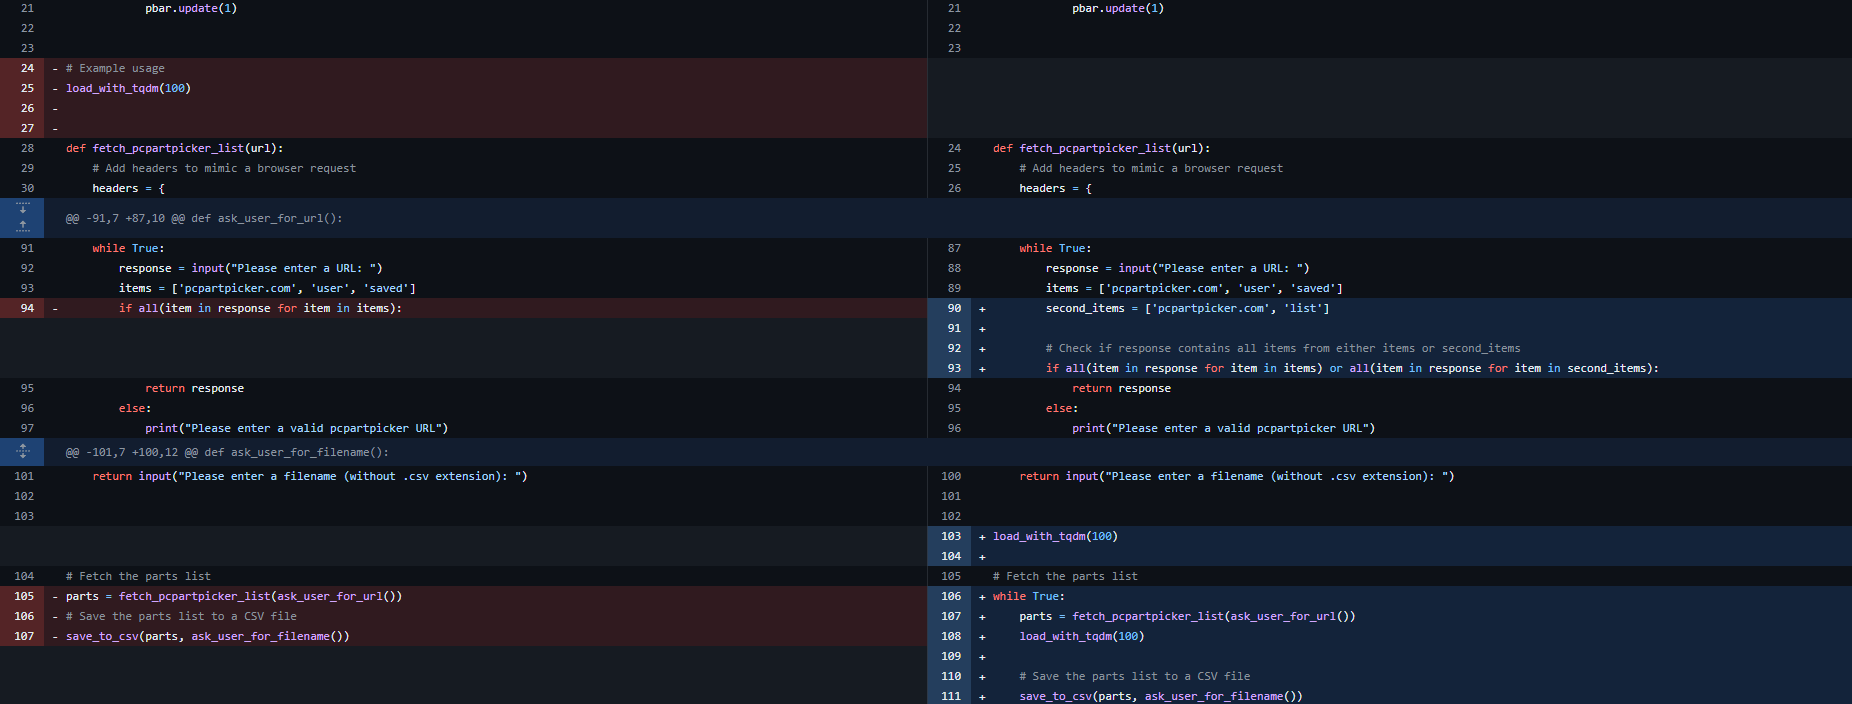 21 pbar.update(1)
22
23
24 - # Example usage
25 - load_with_tqdm(100)
26 -
27 -
28 def fetch_pcpartpicker_list(url):
29 # Add headers to mimic a browser request
30 headers = {
@@ -91,7 +87,10 @@ def ask_user_for_url():
91 while True:
92 response = input("Please enter a URL: ")
93 items = ['pcpartpicker.com', 'user', 'saved']
94 - if all(item in response for item in items):
95 return response
96 else:
97 print("Please enter a valid pcpartpicker URL")
@@ -101,7 +100,12 @@ def ask_user_for_filename():
101 return input("Please enter a filename (without .csv extension): ")
102
103
104 # Fetch the parts list
105 - parts = fetch_pcpartpicker_list(ask_user_for_url())
106 - # Save the parts list to a CSV file
107 - save_to_csv(parts, ask_user_for_filename())
21 pbar.update(1)
22
23
24 def fetch_pcpartpicker_list(url):
25 # Add headers to mimic a browser request
26 headers = {
87 while True:
88 response = input("Please enter a URL: ")
89 items = ['pcpartpicker.com', 'user', 'saved']
90 + second_items = ['pcpartpicker.com', 'list']
91 +
92 + # Check if response contains all items from either items or second_items
93 + if all(item in response for item in items) or all(item in response for item in second_items):
94 return response
95 else:
96 print("Please enter a valid pcpartpicker URL")
100 return input("Please enter a filename (without .csv extension): ")
101
102
103 + load_with_tqdm(100)
104 +
105 # Fetch the parts list
106 + while True:
107 + parts = fetch_pcpartpicker_list(ask_user_for_url())
108 + load_with_tqdm(100)
109 +
110 + # Save the parts list to a CSV file
111 + save_to_csv(parts, ask_user_for_filename())